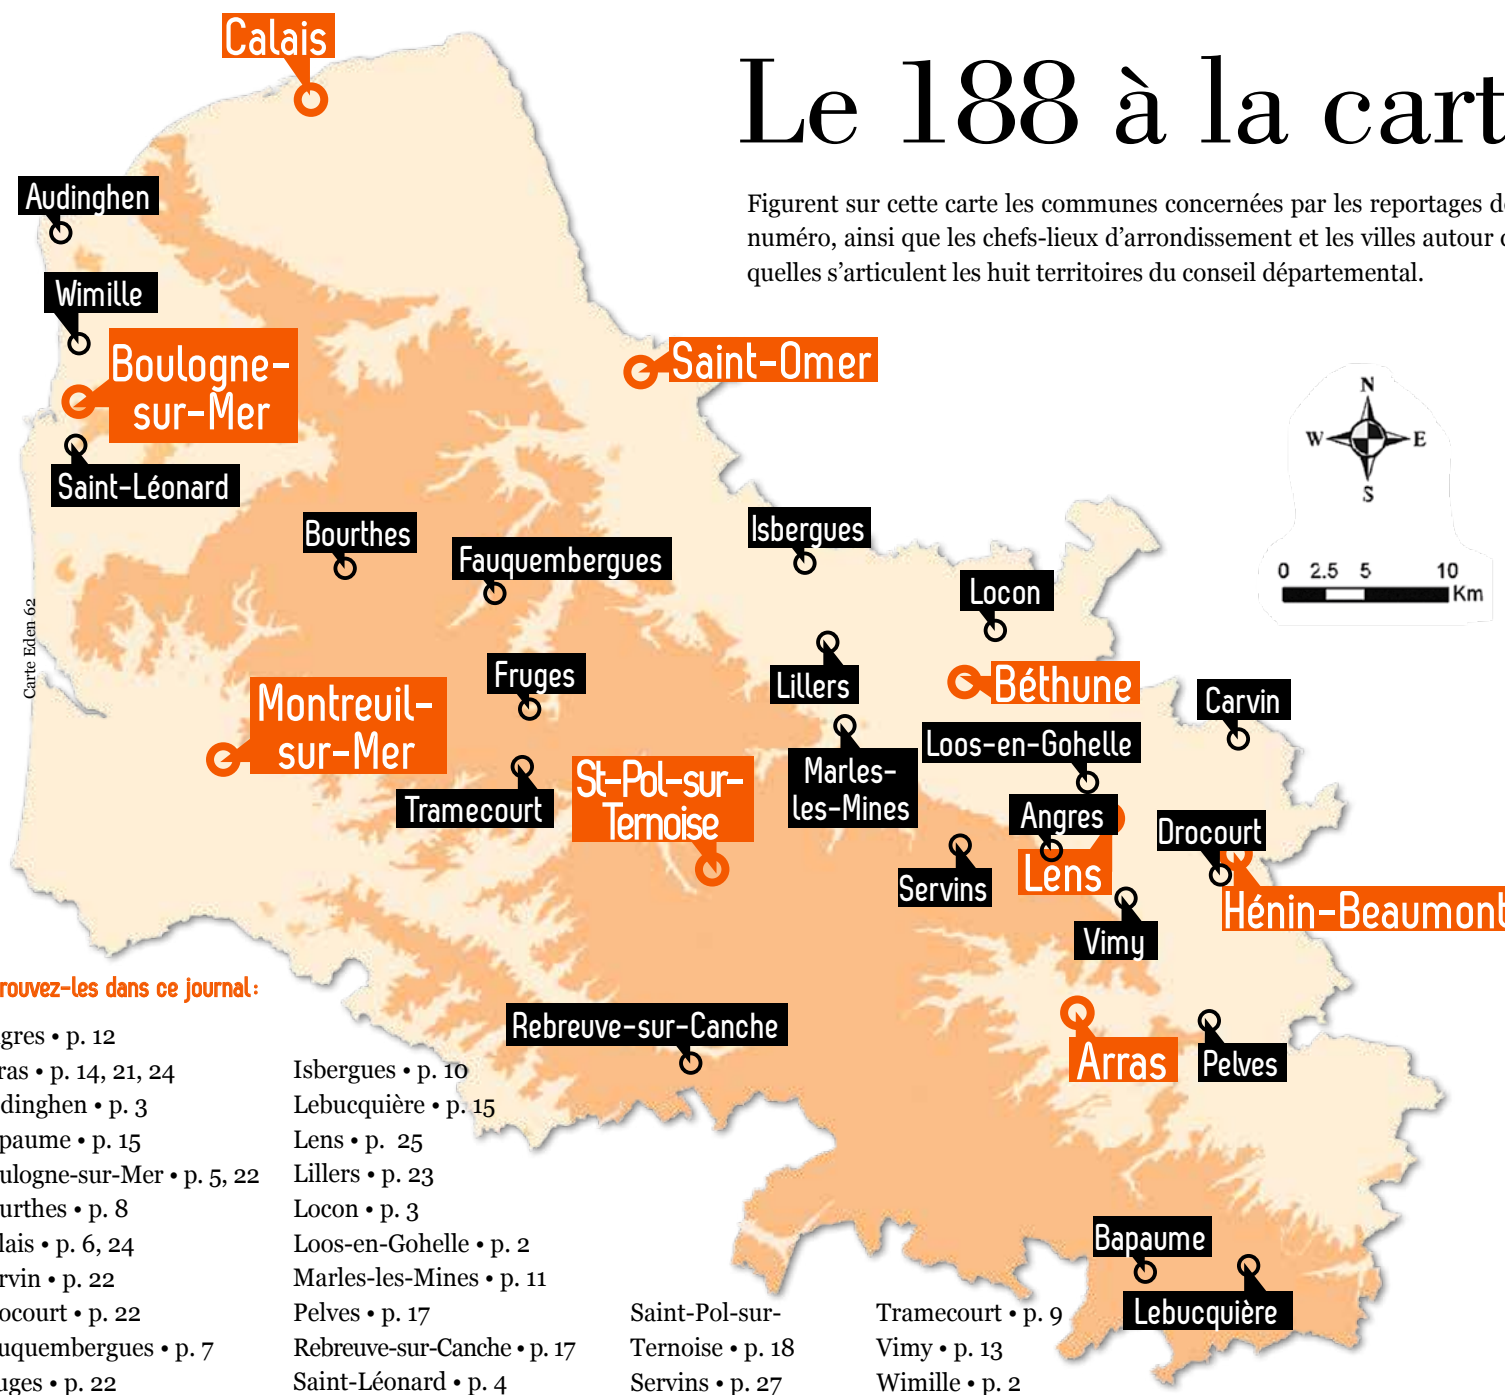 Le 188 à la cart
Figurent sur cette carte les communes concernées par les reportages d
numéro, ainsi que les chefs-lieux d’arrondissement et les villes autour
quelles s’articulent les huit territoires du conseil départemental.
Calais
Audinghen
Wimille
Boulogne-
sur-Mer
Saint-Omer
Saint-Léonard
N
W E
S
0 2.5 5 10
Km
Bourthes
Fauquembergues
Isbergues
Locon
Carte Eden 62
Fruges
Lillers
Béthune
Carvin
Montreuil-
sur-Mer
Loos-en-Gohelle
Tramecourt
St-Pol-sur-
Ternoise
Marles-
les-Mines
Angres
Drocourt
Servins
Lens
Hénin-Beaumont
Vimy
Rebreuve-sur-Canche
Arras
Pelves
Bapaume
Lebucquière
rouvez-les dans ce journal :
gres • p. 12
ras • p. 14, 21, 24
dinghen • p. 3
paume • p. 15
ulogne-sur-Mer • p. 5, 22
urthes • p. 8
lais • p. 6, 24
rvin • p. 22
ocourt • p. 22
uquembergues • p. 7
uges • p. 22
Isbergues • p. 10
Lebucquière • p. 15
Lens • p. 25
Lillers • p. 23
Locon • p. 3
Loos-en-Gohelle • p. 2
Marles-les-Mines • p. 11
Pelves • p. 17
Rebreuve-sur-Canche • p. 17
Saint-Léonard • p. 4
Saint-Pol-sur-
Ternoise • p. 18
Servins • p. 27
Tramecourt • p. 9
Vimy • p. 13
Wimille • p. 2